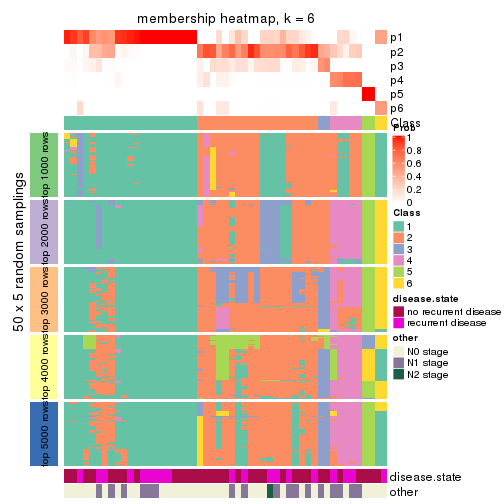 membership heatmap, k = 6
p1
p2
p3
p4
p5
p6
Class
Prob
1
0.8
0.6
0.4
0.2
0
Class
1
2
3
4
5
6
disease.state
no recurrent disease
recurrent disease
other
N0 stage
N1 stage
N2 stage
50 x 5 random samplings
top 1000 rows
top 2000 rows
top 3000 rows
top 4000 rows
top 5000 rows
disease.state
other